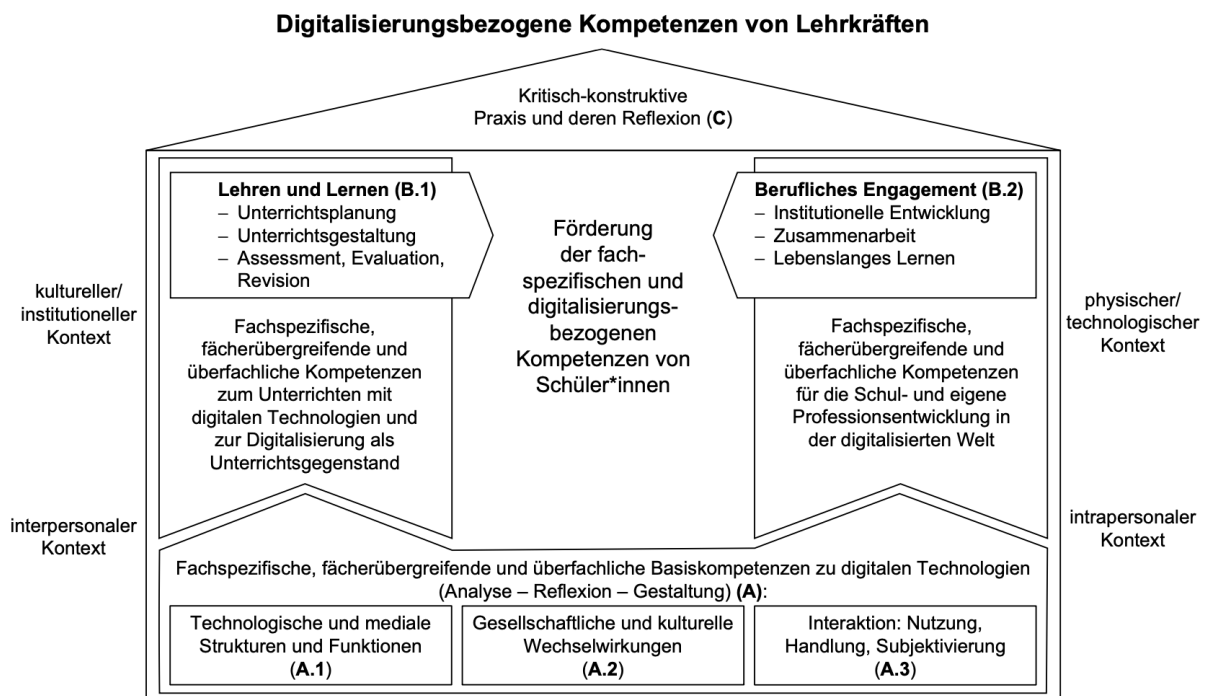 Digitalisierungsbezogene Kompetenzen von Lehrkräften
Kritisch-konstruktive
Praxis und deren Reflexion (C)
Lehren und Lernen (B.1)
– Unterrichtsplanung
– Unterrichtsgestaltung
– Assessment, Evaluation,
Revision
Fachspezifische,
fächerübergreifende und
überfachliche Kompetenzen
zum Unterrichten mit
digitalen Technologien und
zur Digitalisierung als
Unterrichtsgegenstand
Förderung
der fach-
spezifischen und
digitalisierungs-
bezogenen
Kompetenzen von
Schüler*innen
Berufliches Engagement (B.2)
– Institutionelle Entwicklung
– Zusammenarbeit
– Lebenslanges Lernen
Fachspezifische,
fächerübergreifende und
überfachliche Kompetenzen
für die Schul- und eigene
Professionsentwicklung in
der digitalisierten Welt
kultureller/
institutioneller
Kontext
physischer/
technologischer
Kontext
interpersonaler
Kontext
intrapersonaler
Kontext
Fachspezifische, fächerübergreifende und überfachliche Basiskompetenzen zu digitalen Technologien
(Analyse – Reflexion – Gestaltung) (A):
Technologische und mediale
Strukturen und Funktionen
(A.1)
Gesellschaftliche und kulturelle
Wechselwirkungen
(A.2)
Interaktion: Nutzung,
Handlung, Subjektivierung
(A.3)